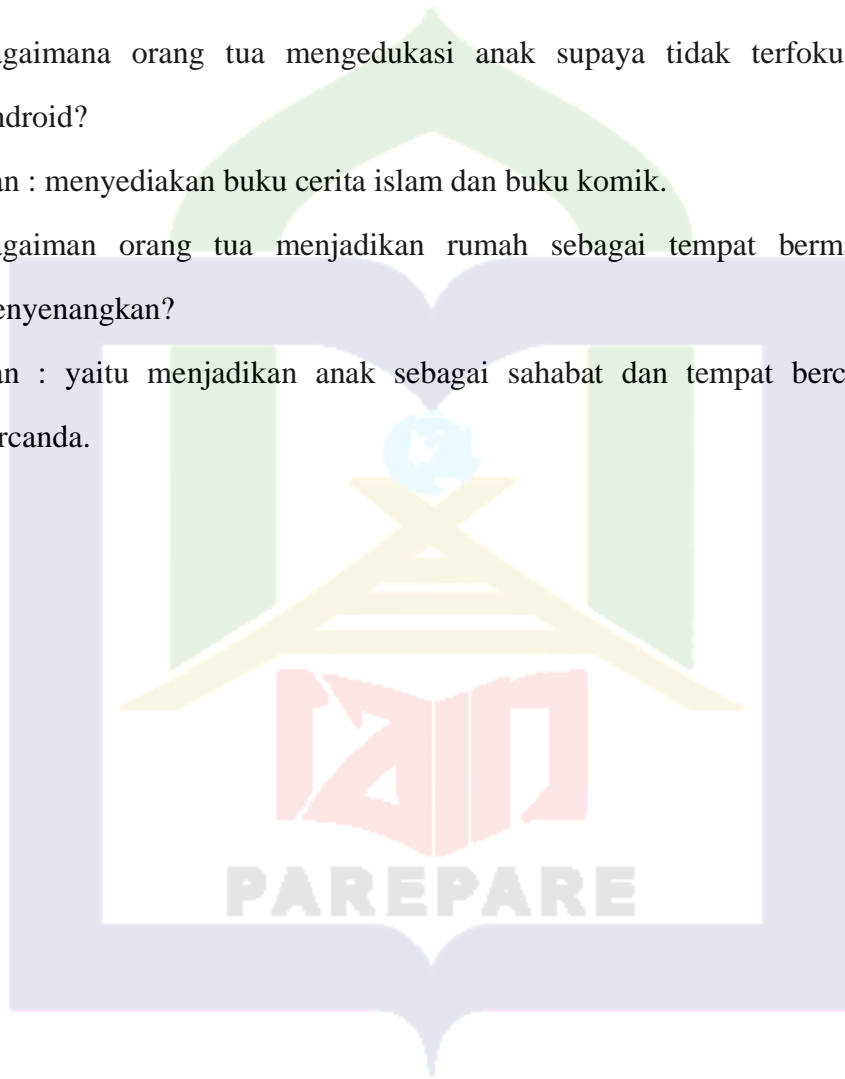 agaimana orang tua mengedukasi anak supaya tidak terfoku
ndroid?
an : menyediakan buku cerita islam dan buku komik.
agaiman orang tua menjadikan rumah sebagai tempat berm
enyenangkan?
an : yaitu menjadikan anak sebagai sahabat dan tempat berc
rcanda.
iain
PAREPARE